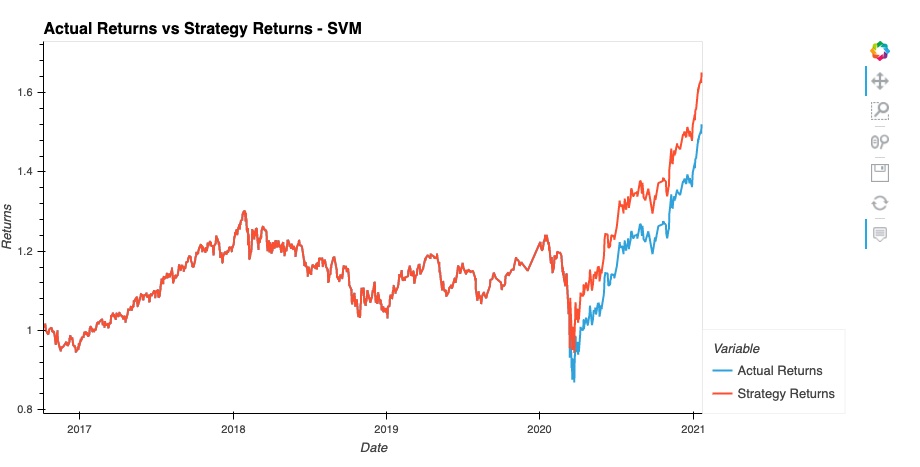 Actual Returns vs Strategy Returns - SVM
Returns
1.6
1.4
1.2
1
0.8
2017 2018 2019 2020 2021
Date
Variable
Actual Returns
Strategy Returns